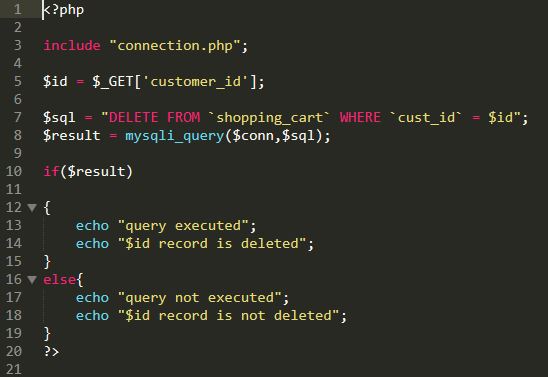 1 <?php
2
3 include "connection.php";
4
5 $id = $_GET['customer_id'];
6
7 $sql = "DELETE FROM `shopping_cart` WHERE `cust_id` = $id";
8 $result = mysqli_query($conn,$sql);
9
10 if($result)
11
12 {
13     echo "query executed";
14     echo "$id record is deleted";
15 }
16 else{
17     echo "query not executed";
18     echo "$id record is not deleted";
19 }
20 ?>
21